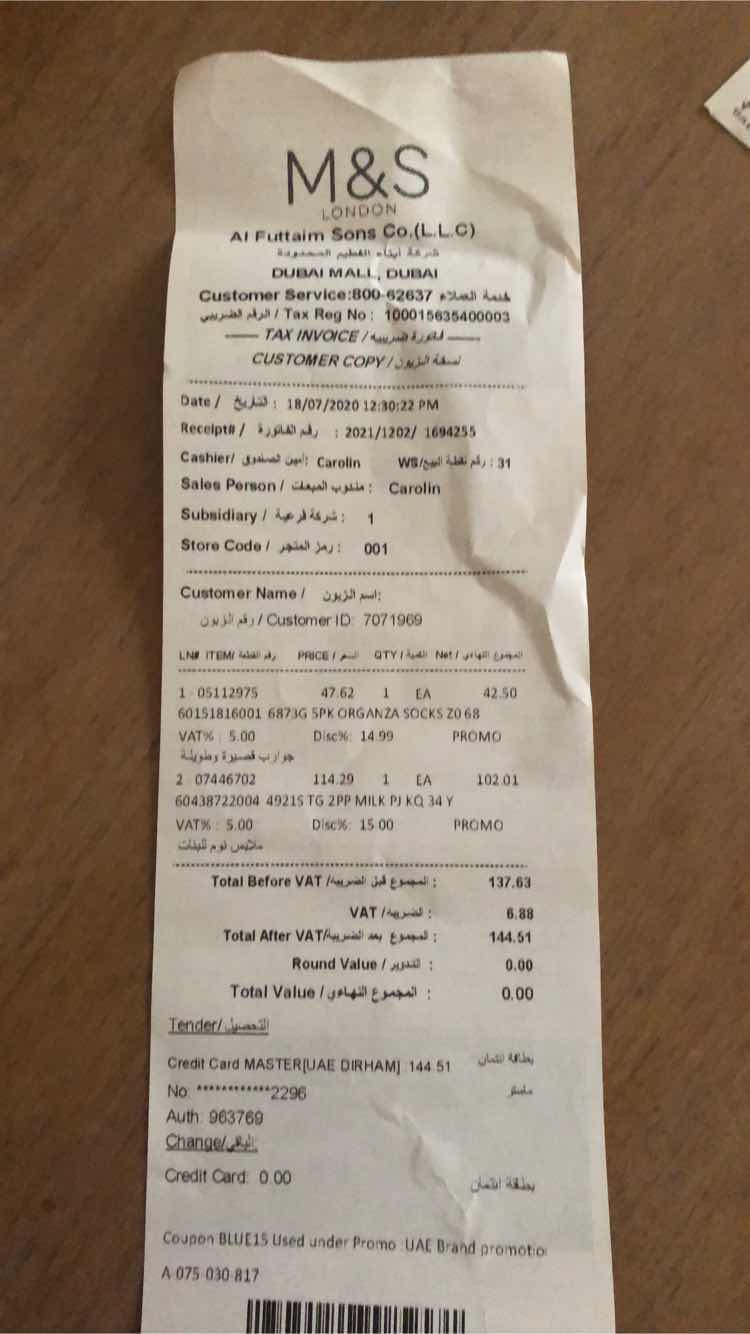 M&S
LONDON
Al Futtaim Sons Co.(L.L.C)
شركة أبناء الفطيم المحدودة
DUBAI MALL, DUBAI
Customer Service:800-62637 خدمة العملاء
الرقم الضريبي / Tax Reg No : 100015635400003
TAX INVOICE / فاتورة ضريبيه
CUSTOMER COPY / نسخة الزبون
Date / التاريخ : 18/07/2020 12:30:22 PM
Receipt# / رقم الفاتورة : 2021/1202/ 1694255
Cashier/ أمين الصندوق: Carolin WS/رقم نقطة البيع : 31
Sales Person / مندوب المبيعات : Carolin
Subsidiary / شركة فرعية : 1
Store Code / رمز المتجر : 001
Customer Name / اسم الزبون:
رقم الزبون / Customer ID: 7071969
LN# ITEM/ رقم القطعة PRICE / السعر QTY / الكمية Net / المجموع النهاءي
1 05112975 47.62 1 EA 42.50
60151816001 6873G 5PK ORGANZA SOCKS Z0 68
VAT% : 5.00 Disc%: 14.99 PROMO
جوارب قصيرة وطويلة
2 07446702 114.29 1 EA 102.01
60438722004 4921S TG 2PP MILK PJ KQ 34 Y
VAT% : 5.00 Disc%: 15.00 PROMO
ملابس نوم للبنات
Total Before VAT /المجموع قبل الضريبه : 137.63
VAT /الضريبه : 6.88
Total After VAT/المجموع بعد الضريبه : 144.51
Round Value / التدوير : 0.00
Total Value / المجموع النهاءي : 0.00
Tender/التحصيل
Credit Card MASTER[UAE DIRHAM] 144.51 بطاقة ائتمان
No: ************2296 ماستر
Auth: 963769
Change/الباقي:
Credit Card: 0.00 بطاقة ائتمان
Coupon BLUE15 Used under Promo :UAE Brand promotio
A-075-030-817